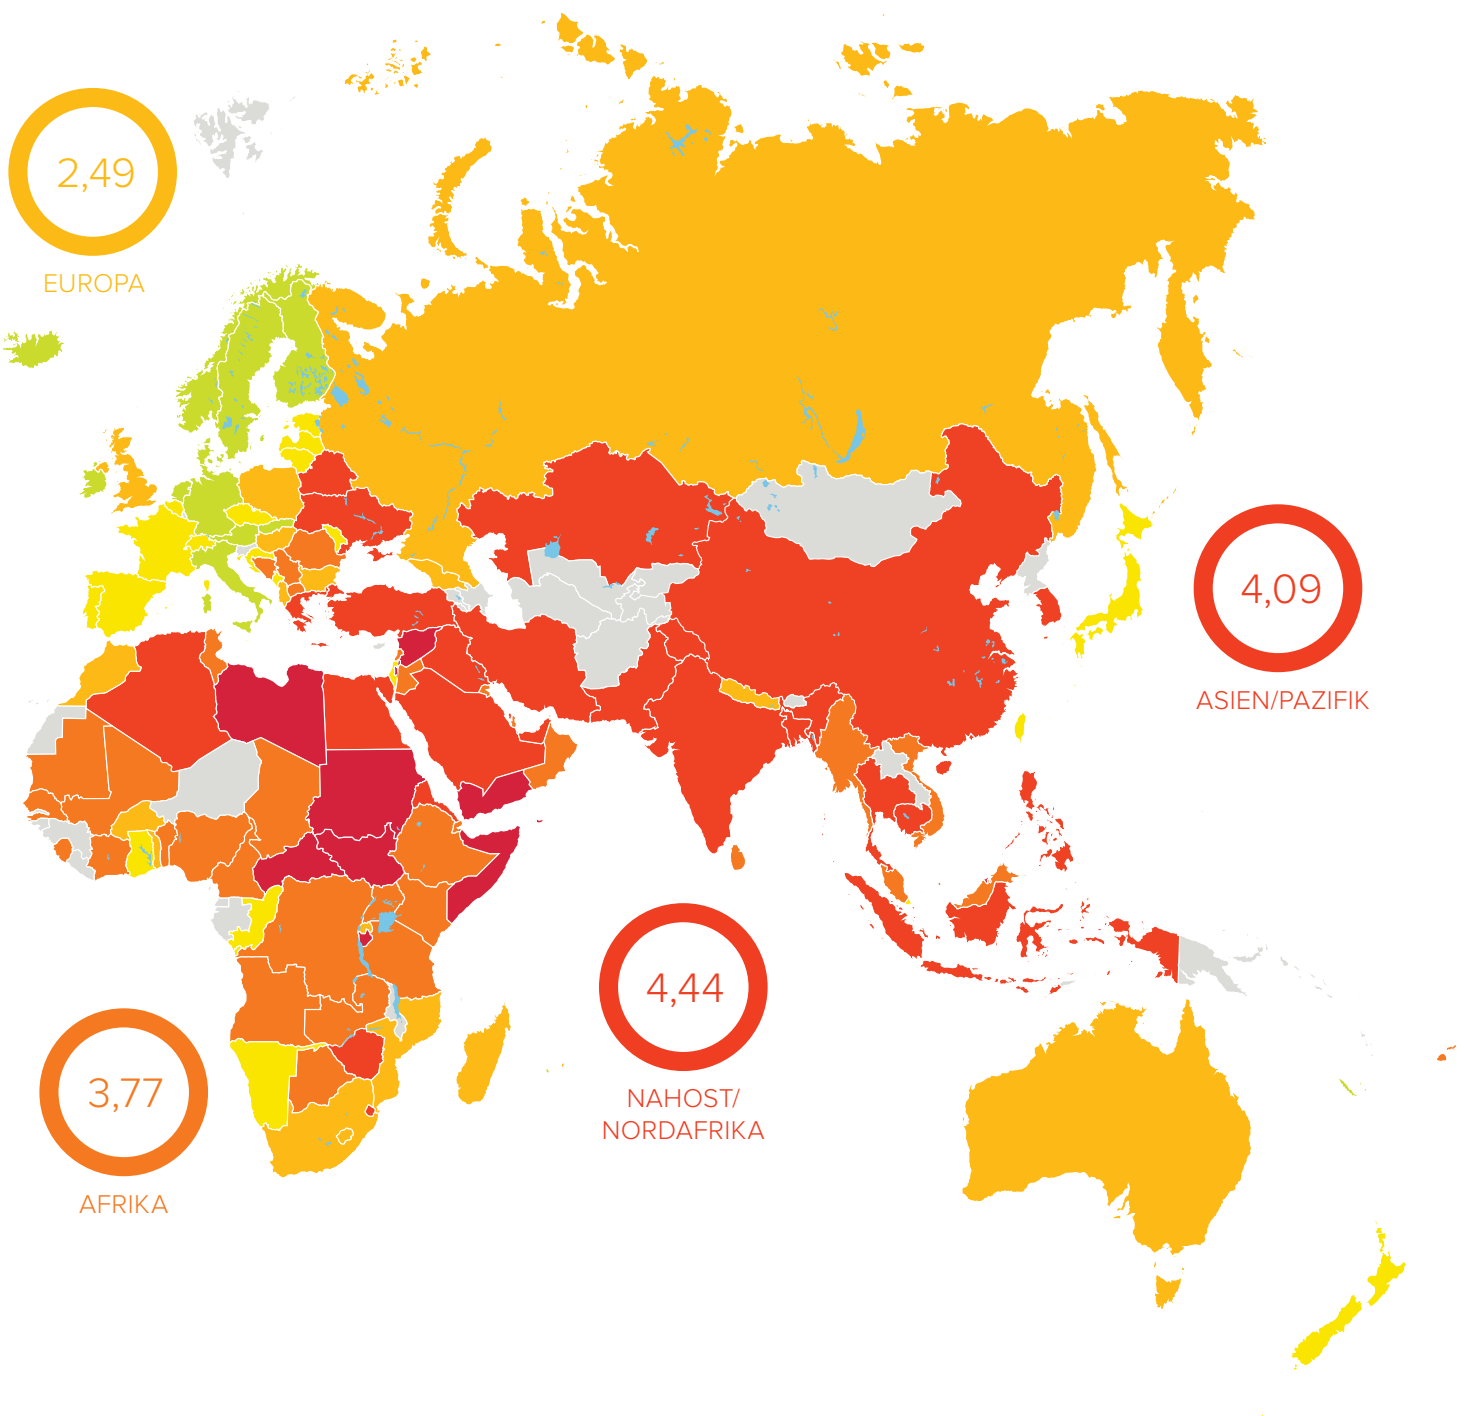 2,49
EUROPA
4,09
ASIEN/PAZIFIK
4,44
NAHOST/
NORDAFRIKA
3,77
AFRIKA